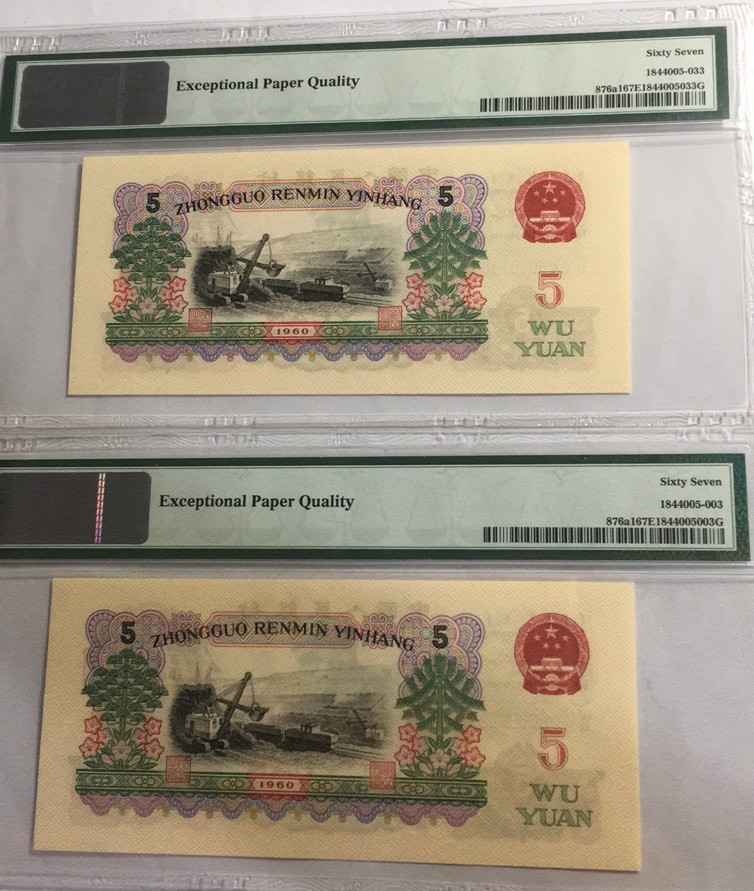 Exceptional Paper Quality
Sixty Seven
1844005-033
876a167E1844005033G
5 ZHONGGUO RENMIN YINHANG 5
5
WU
YUAN
1960
Exceptional Paper Quality
Sixty Seven
1844005-003
876a167E1844005003G
5 ZHONGGUO RENMIN YINHANG 5
5
WU
YUAN
1960